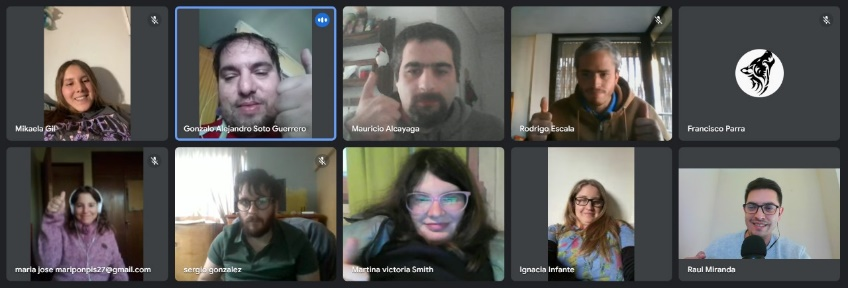 Mikaela Gil
Gonzalo Alejandro Soto Guerrero
Mauricio Alcayaga
Rodrigo Escala
Francisco Parra
maria jose mariponpis27@gmail.com
sergio gonzalez
Martina victoria Smith
Ignacia Infante
Raul Miranda